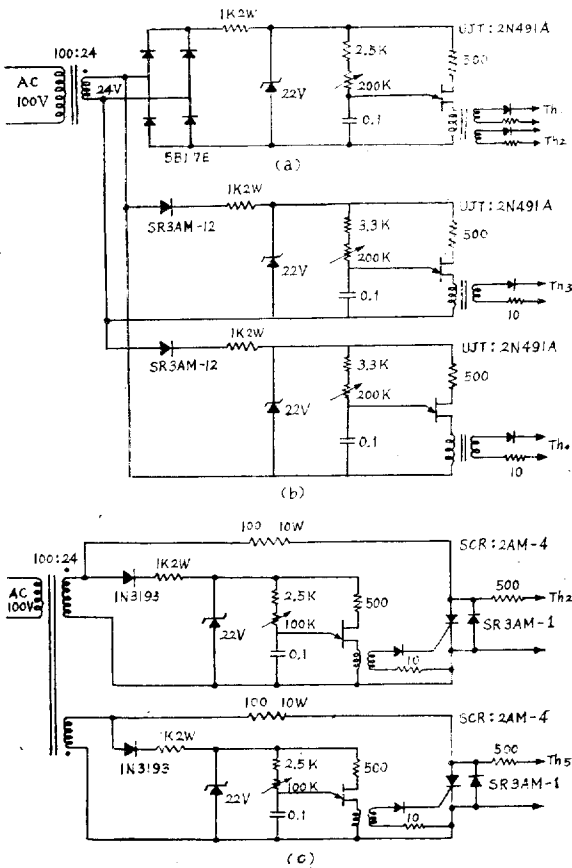 1K2W
UJT:2N491A
100:24
2.5K
500
AC
100V
24V
22V
200K
Th1
0.1
Th2
5B17E
(a)
1K2W
UJT:2N491A
SR3AM-12
3.3K
500
200K
22V
Th3
0.1
10
1K2W
UJT:2N491A
SR3AM-12
3.3K
500
22V
200K
0.1
Th4
10
(b)
100 10W
SCR:2AM-4
100:24
1K2W
500
AC
100V
1N3193
2.5K
500
Th2
100K
SR3AM-1
22V
0.1
10
100 10W
SCR:2AM-4
1K2W
500
1N3193
2.5K
500
Th5
100K
SR3AM-1
22V
0.1
10
(c)